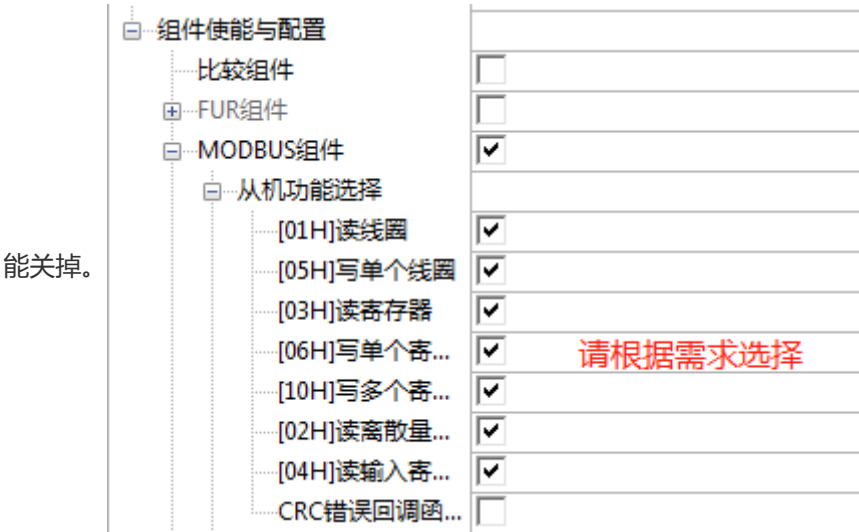 组件使能与配置
比较组件
FUR组件
MODBUS组件
从机功能选择
[01H]读线圈
能关掉。
[05H]写单个线圈
[03H]读寄存器
[06H]写单个寄...
请根据需求选择
[10H]写多个寄...
[02H]读离散量...
[04H]读输入寄...
CRC错误回调函...